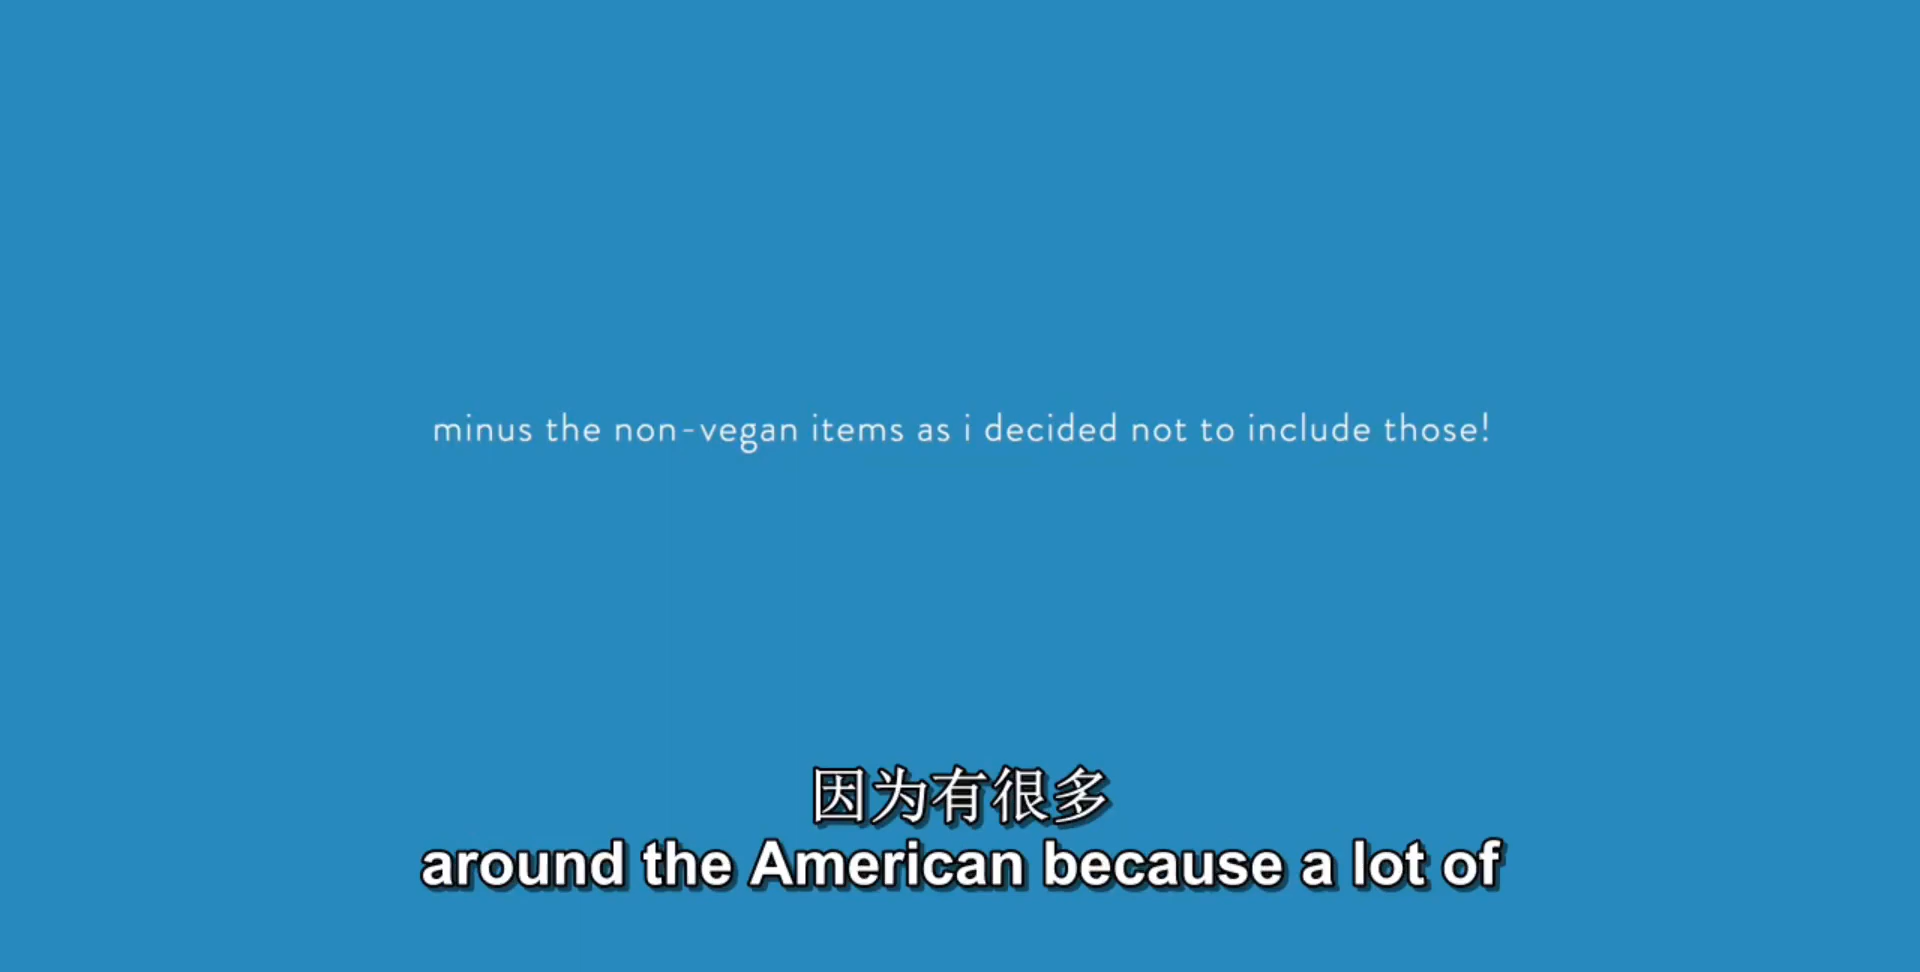 minus the non-vegan items as i decided not to include those!
因为有很多
around the American because a lot of